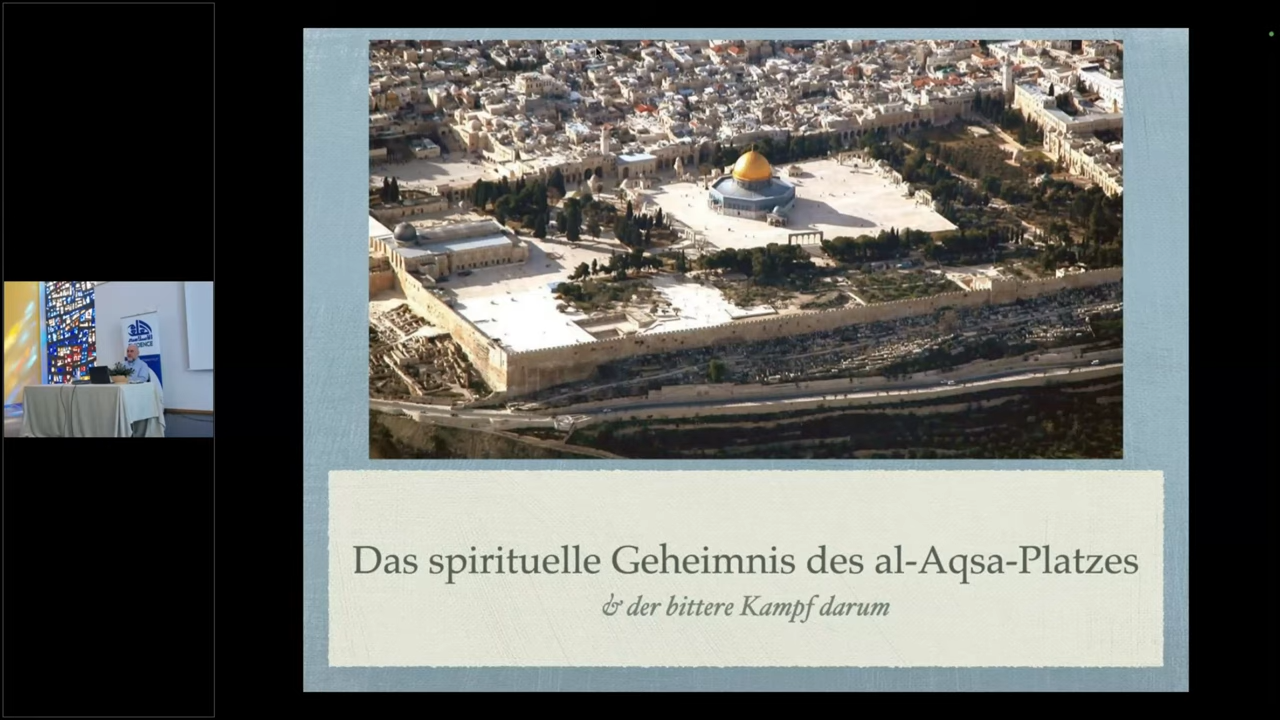 Das spirituelle Geheimnis des al-Aqsa-Platzes
& der bittere Kampf darum